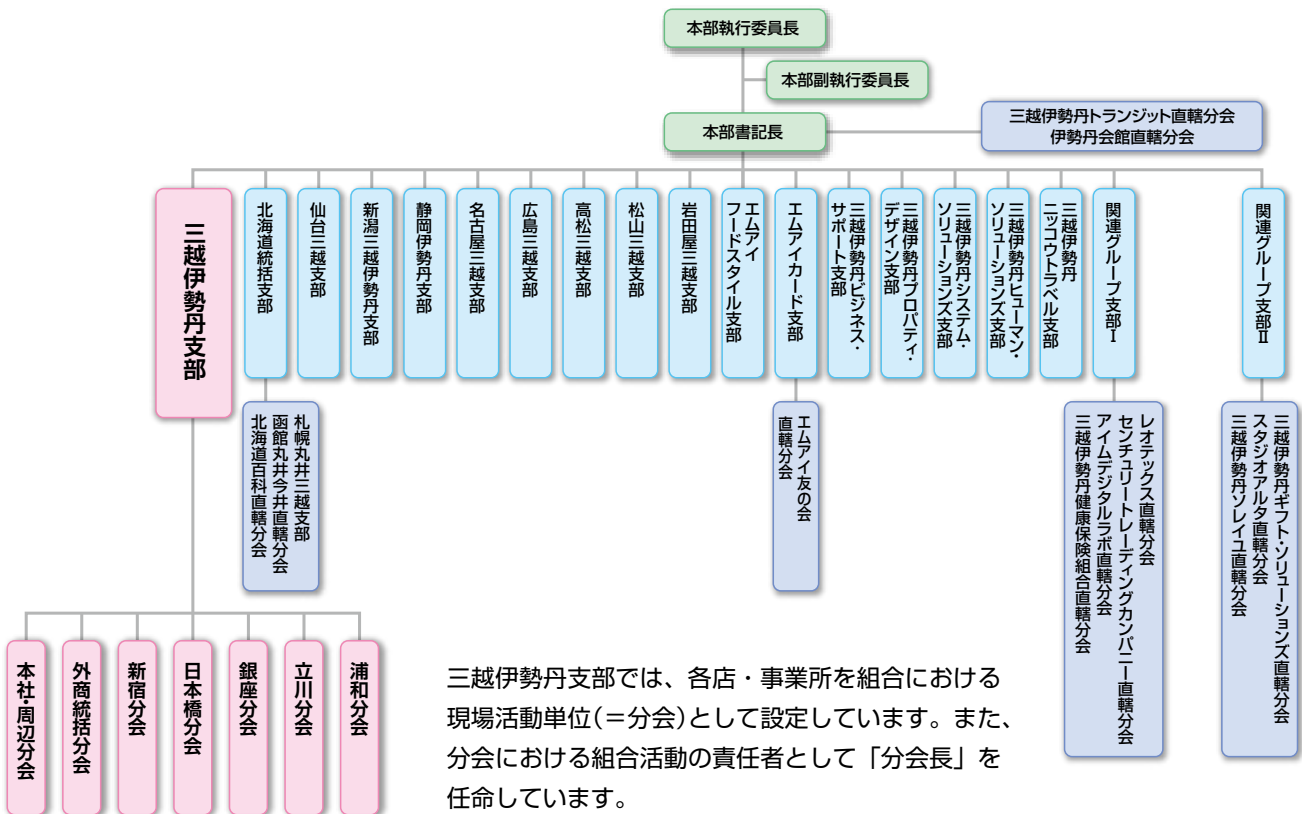 本部執行委員長
本部副執行委員長
本部書記長
三越伊勢丹トランジット直轄分会
伊勢丹会館直轄分会
三越伊勢丹支部
北海道統括支部
仙台三越支部
新潟三越伊勢丹支部
静岡伊勢丹支部
名古屋三越支部
広島三越支部
高松三越支部
松山三越支部
岩田屋三越支部
エムアイ
フードスタイル支部
エムアイカード支部
三越伊勢丹ビジネス・
サポート支部
三越伊勢丹プロパティ・
デザイン支部
三越伊勢丹システム・
ソリューションズ支部
三越伊勢丹ヒューマン・
ソリューションズ支部
三越伊勢丹
ニッコウトラベル支部
関連グループ支部Ⅰ
関連グループ支部Ⅱ
札幌丸井三越支部
函館丸井今井直轄分会
北海道百科直轄分会
エムアイ友の会
直轄分会
レオテックス直轄分会
センチュリートレーディングカンパニー直轄分会
アイムデジタルラボ直轄分会
三越伊勢丹健康保険組合直轄分会
三越伊勢丹ギフト・ソリューションズ直轄分会
スタジオアルタ直轄分会
三越伊勢丹ソレイユ直轄分会
本社・周辺分会
外商統括分会
新宿分会
日本橋分会
銀座分会
立川分会
浦和分会
三越伊勢丹支部では、各店・事業所を組合における
現場活動単位(=分会)として設定しています。また、
分会における組合活動の責任者として「分会長」を
任命しています。